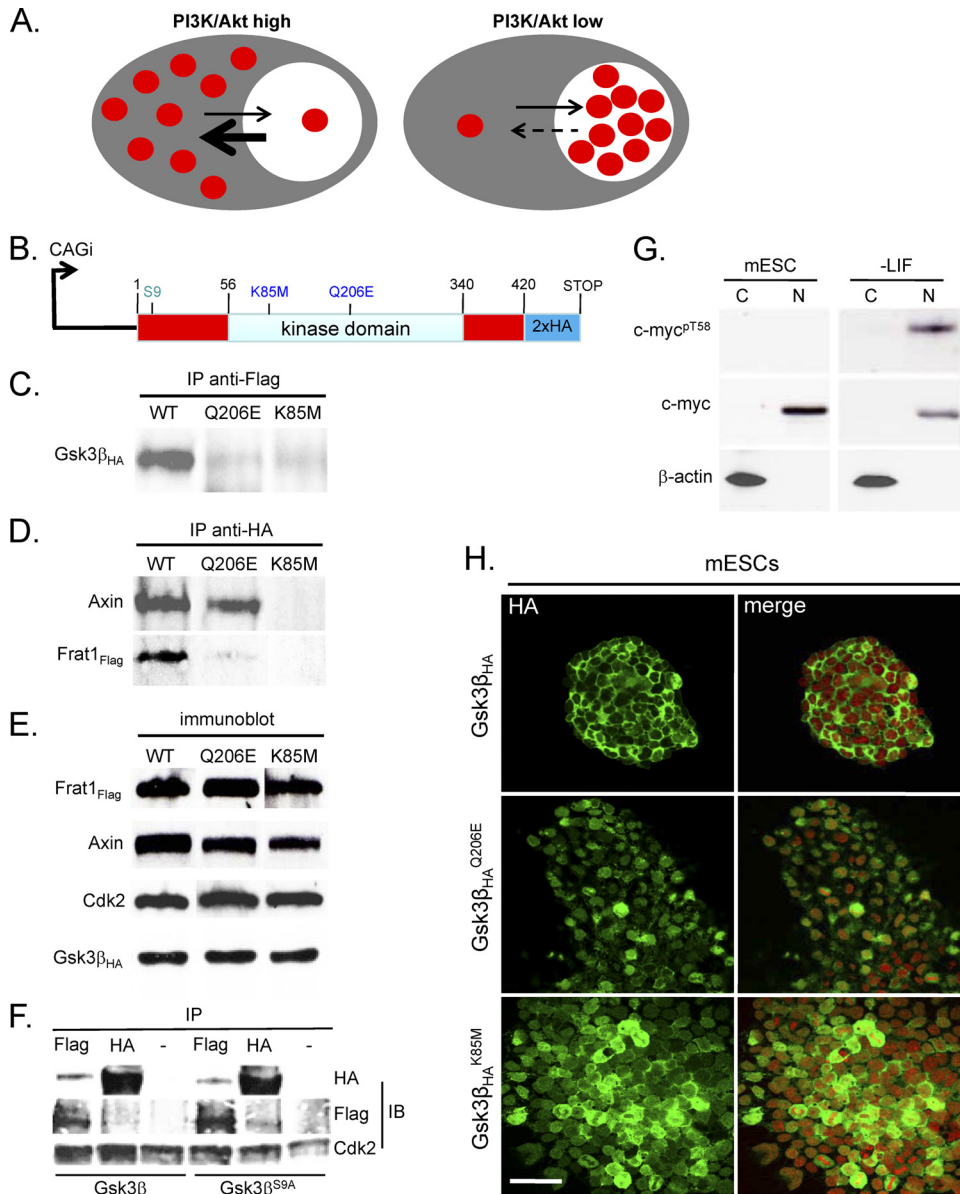 A.
PI3K/Akt high
PI3K/Akt low
B.
CAGi
1
S9
56
K85M
Q206E
340
420
STOP
kinase domain
2xHA
C.
IP anti-Flag
WT Q206E K85M
Gsk3βHA
D.
IP anti-HA
WT Q206E K85M
Axin
Frat1Flag
E.
immunoblot
WT Q206E K85M
Frat1Flag
Axin
Cdk2
Gsk3βHA
F.
IP
Flag HA - Flag HA -
HA
Flag
Cdk2
IB
Gsk3β
Gsk3βS9A
G.
mESC
-LIF
C N C N
c-mycpT58
c-myc
β-actin
H.
mESCs
HA
merge
Gsk3βHA
Gsk3βHAQ206E
Gsk3βHAK85M